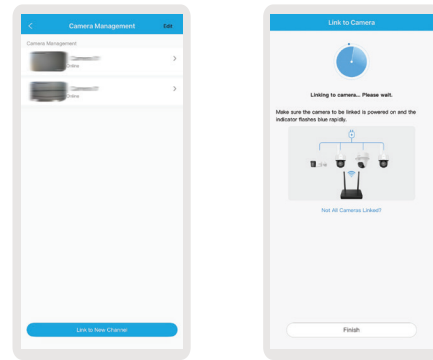 Camera Management
Edit
Camera Management
Online
Online
Link to New Channel
Link to Camera
Linking to camera... Please wait.
Make sure the camera to be linked is powered on and the
indicator flashes blue rapidly.
Not All Cameras Linked?
Finish